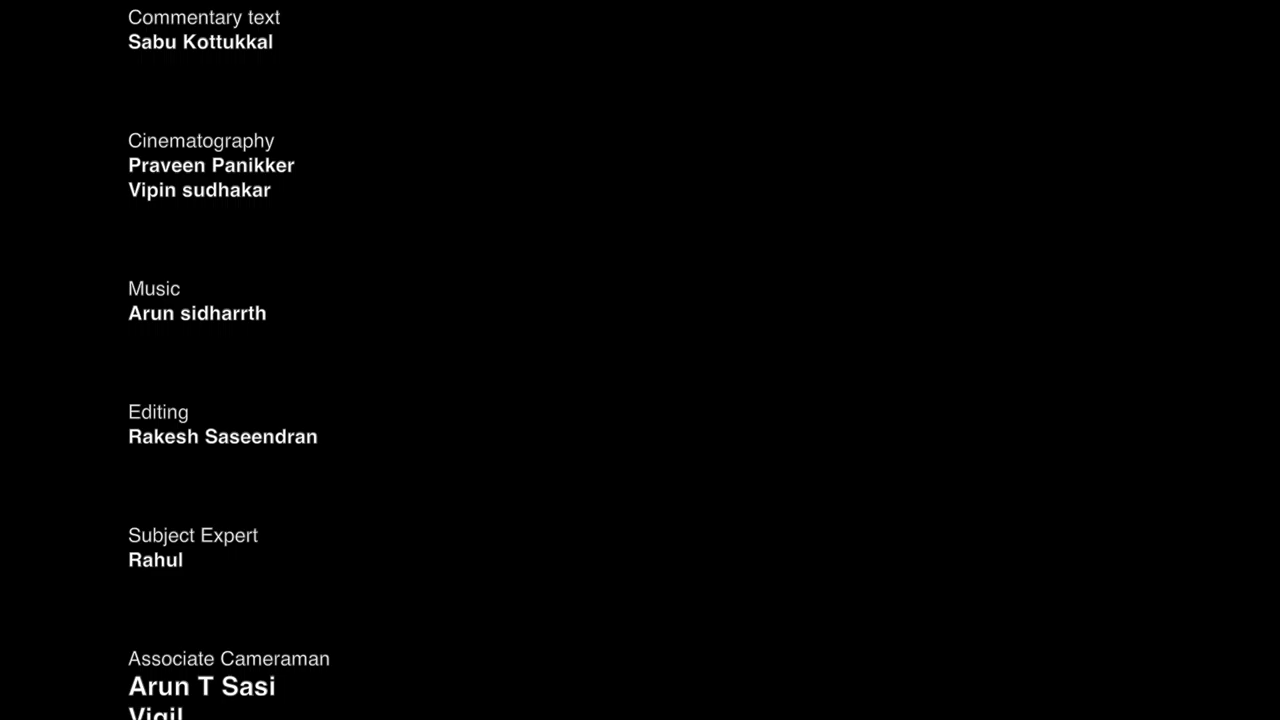 Commentary text
Sabu Kottukkal
Cinematography
Praveen Panikker
Vipin sudhakar
Music
Arun sidharrth
Editing
Rakesh Saseendran
Subject Expert
Rahul
Associate Cameraman
Arun T Sasi
Vigil